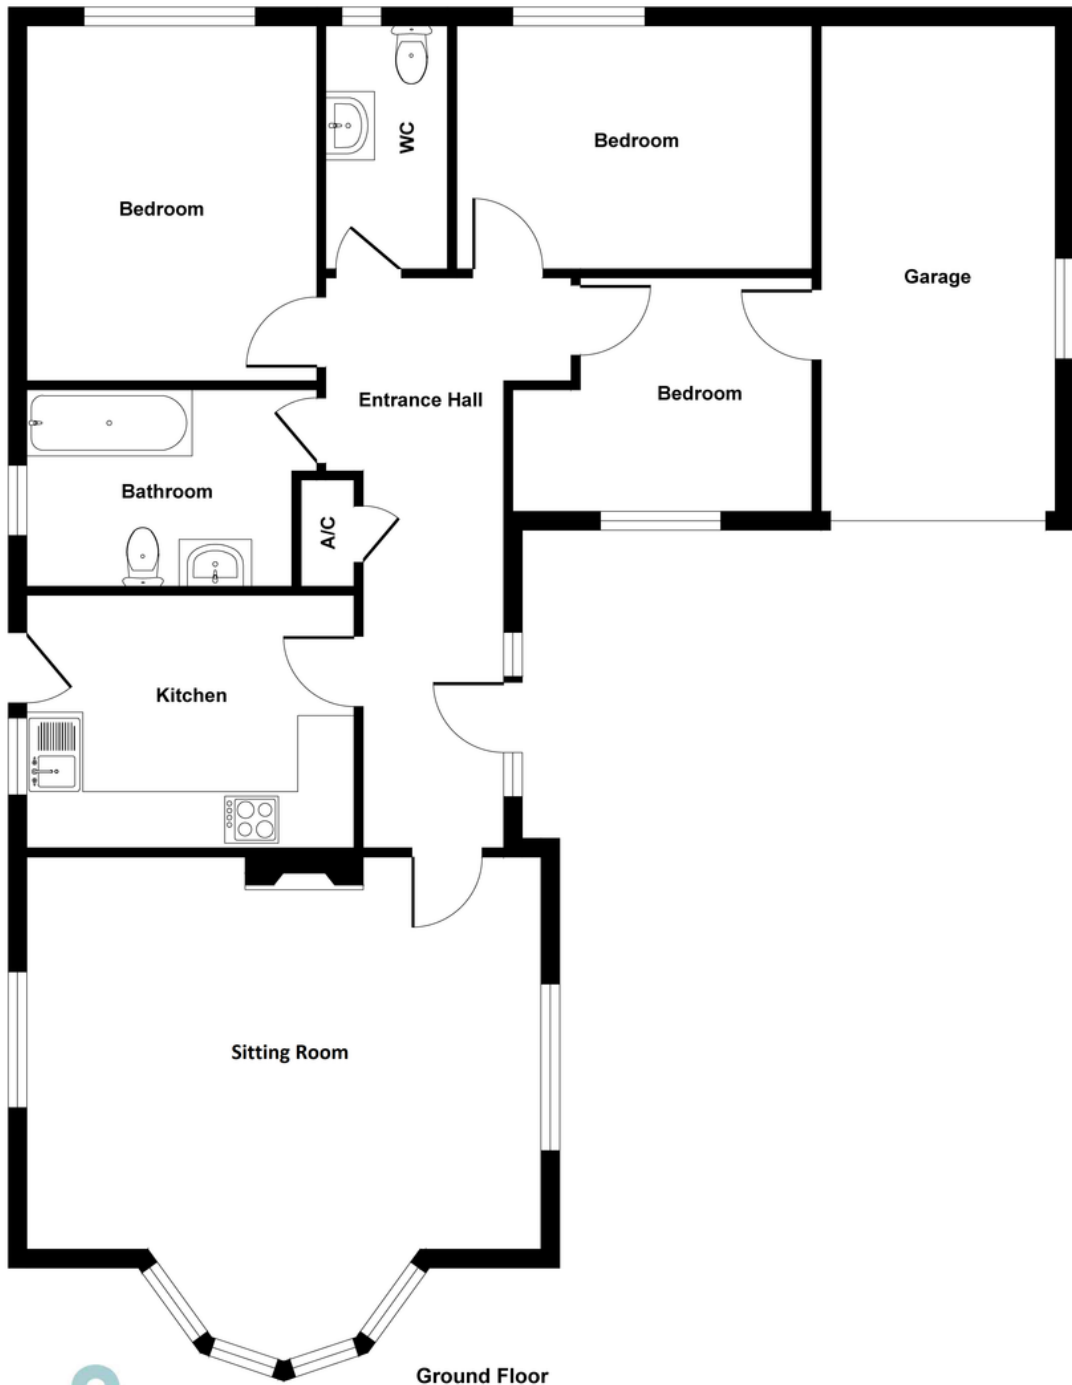 WC
Bedroom
Bedroom
Garage
Entrance Hall
Bedroom
Bathroom
A/C
Kitchen
Sitting Room
Ground Floor